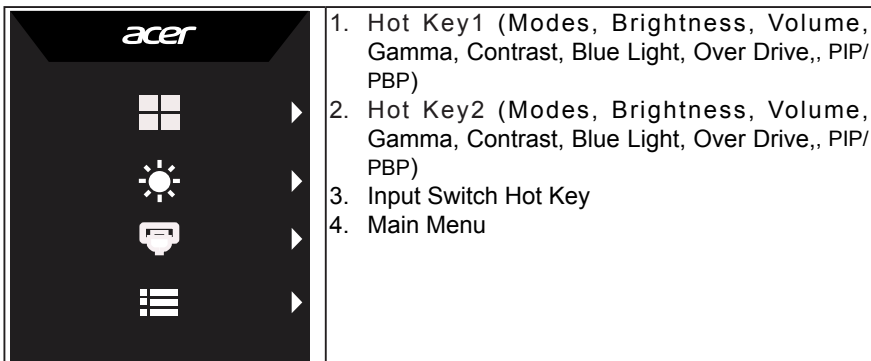 acer
1. Hot Key1 (Modes, Brightness, Volume,
Gamma, Contrast, Blue Light, Over Drive,, PIP/
PBP)
2. Hot Key2 (Modes, Brightness, Volume,
Gamma, Contrast, Blue Light, Over Drive,, PIP/
PBP)
3. Input Switch Hot Key
4. Main Menu